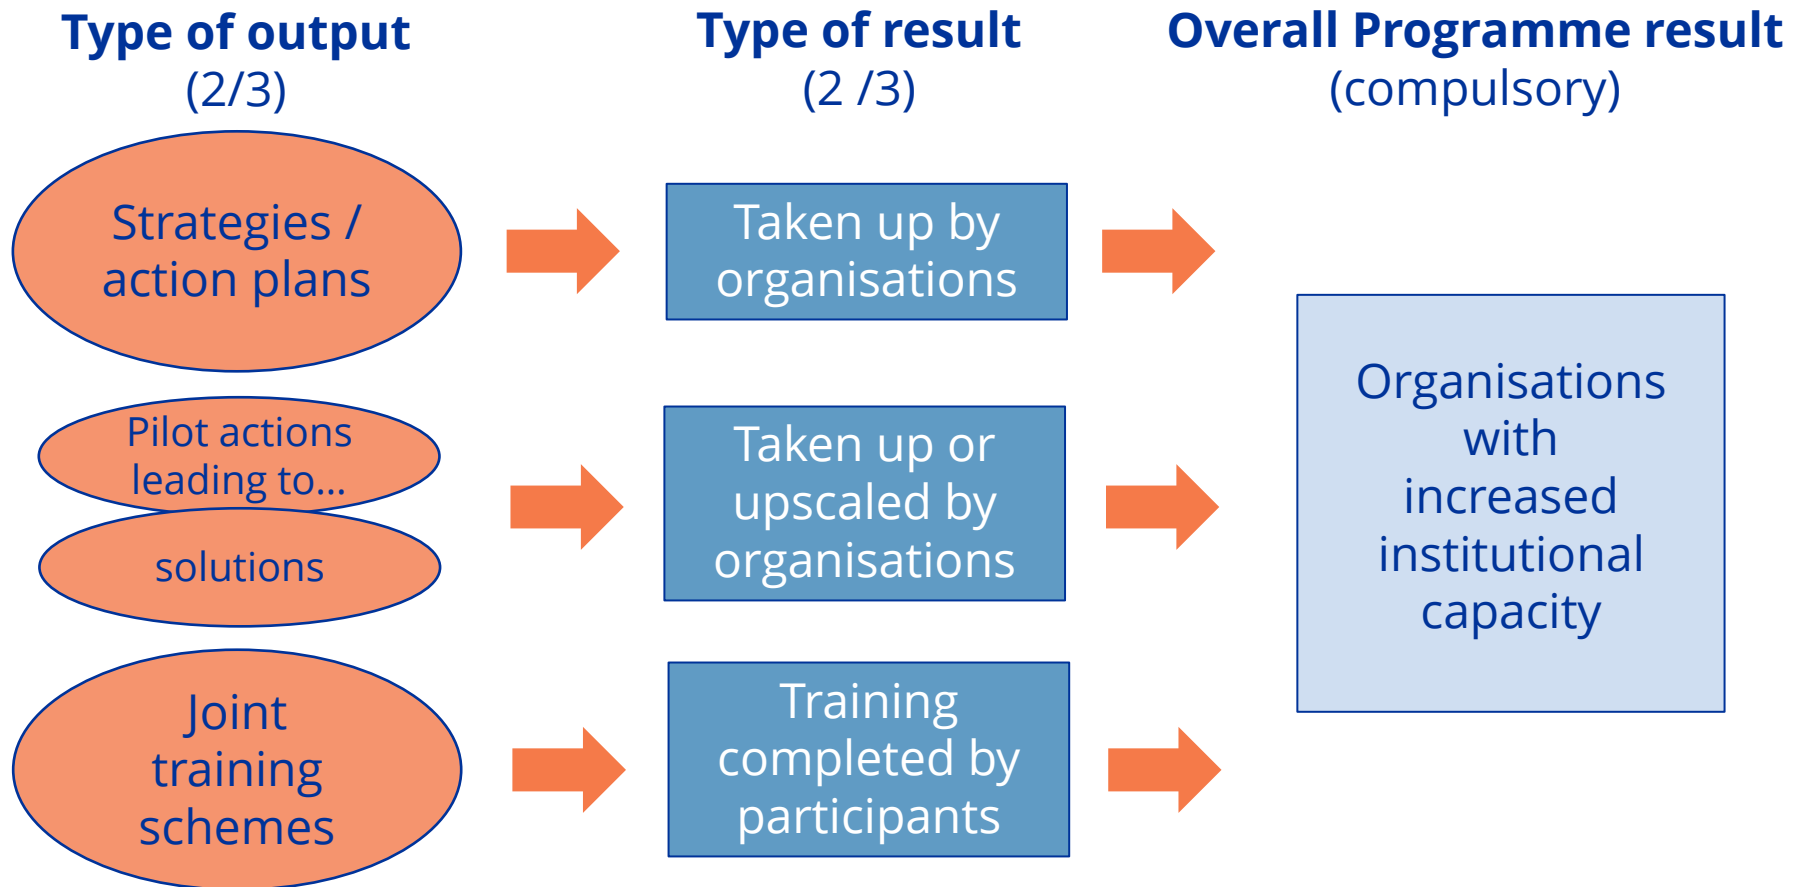 Type of output
(2/3)
Type of result
(2 /3)
Overall Programme result
(compulsory)
Strategies /
action plans
Taken up by
organisations
Pilot actions
leading to...
solutions
Taken up or
upscaled by
organisations
Joint
training
schemes
Training
completed by
participants
Organisations
with
increased
institutional
capacity